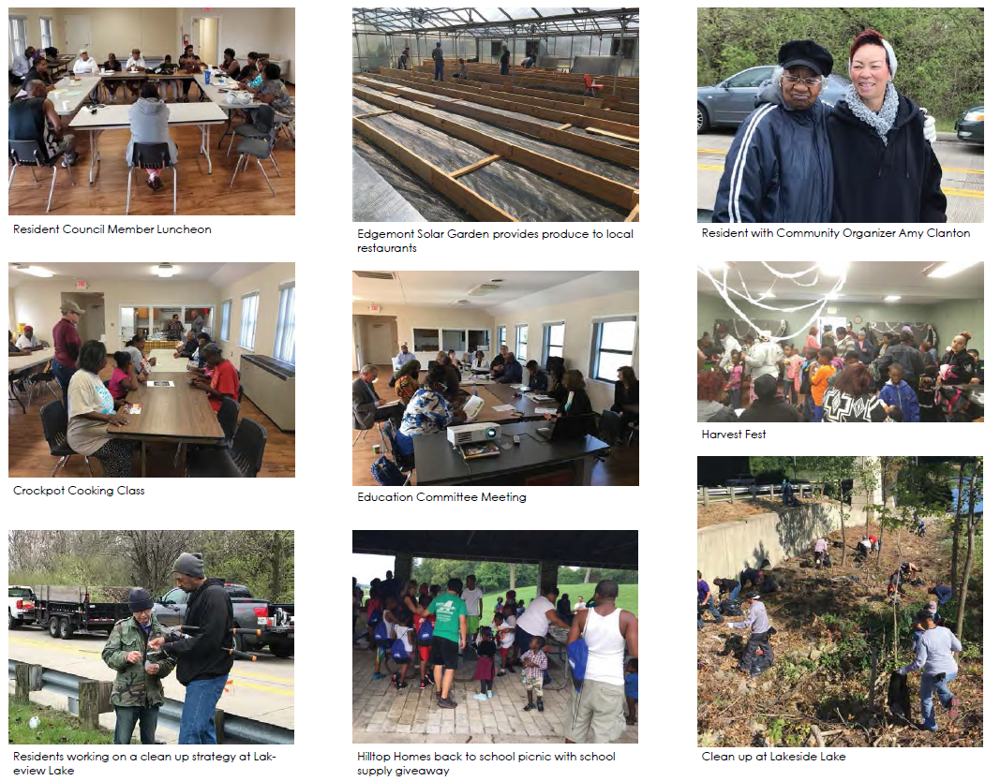 Resident Council Member Luncheon
Edgemont Solar Garden provides produce to local
restaurants
Resident with Community Organizer Amy Clanton
Crockpot Cooking Class
Education Committee Meeting
Harvest Fest
Residents working on a clean up strategy at Lak-
eview Lake
Hilltop Homes back to school picnic with school
supply giveaway
Clean up at Lakeside Lake